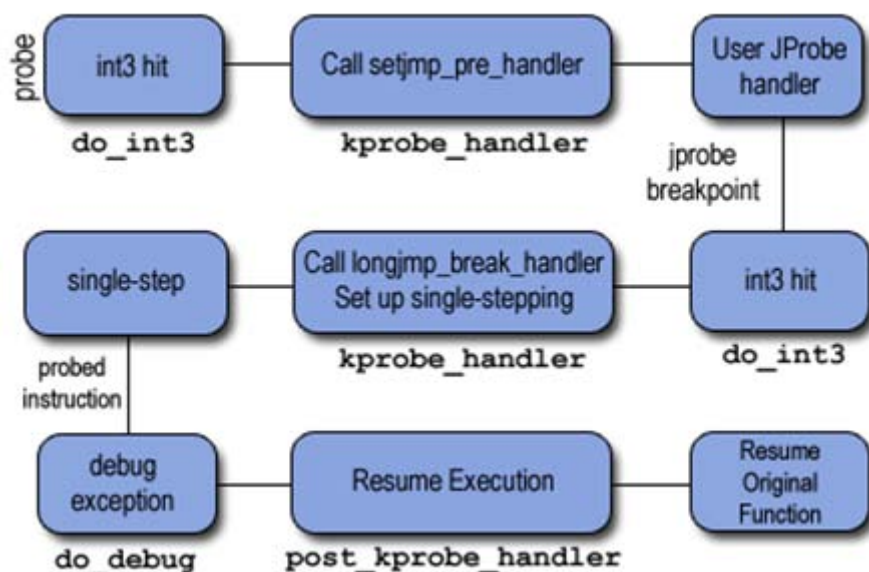 probe
int3 hit
do_int3
Call setjmp_pre_handler
kprobe_handler
User JProbe
handler
jprobe
breakpoint
int3 hit
do_int3
Call longjmp_break_handler
Set up single-stepping
kprobe_handler
single-step
probed
instruction
debug
exception
do_debug
Resume Execution
post_kprobe_handler
Resume
Original
Function